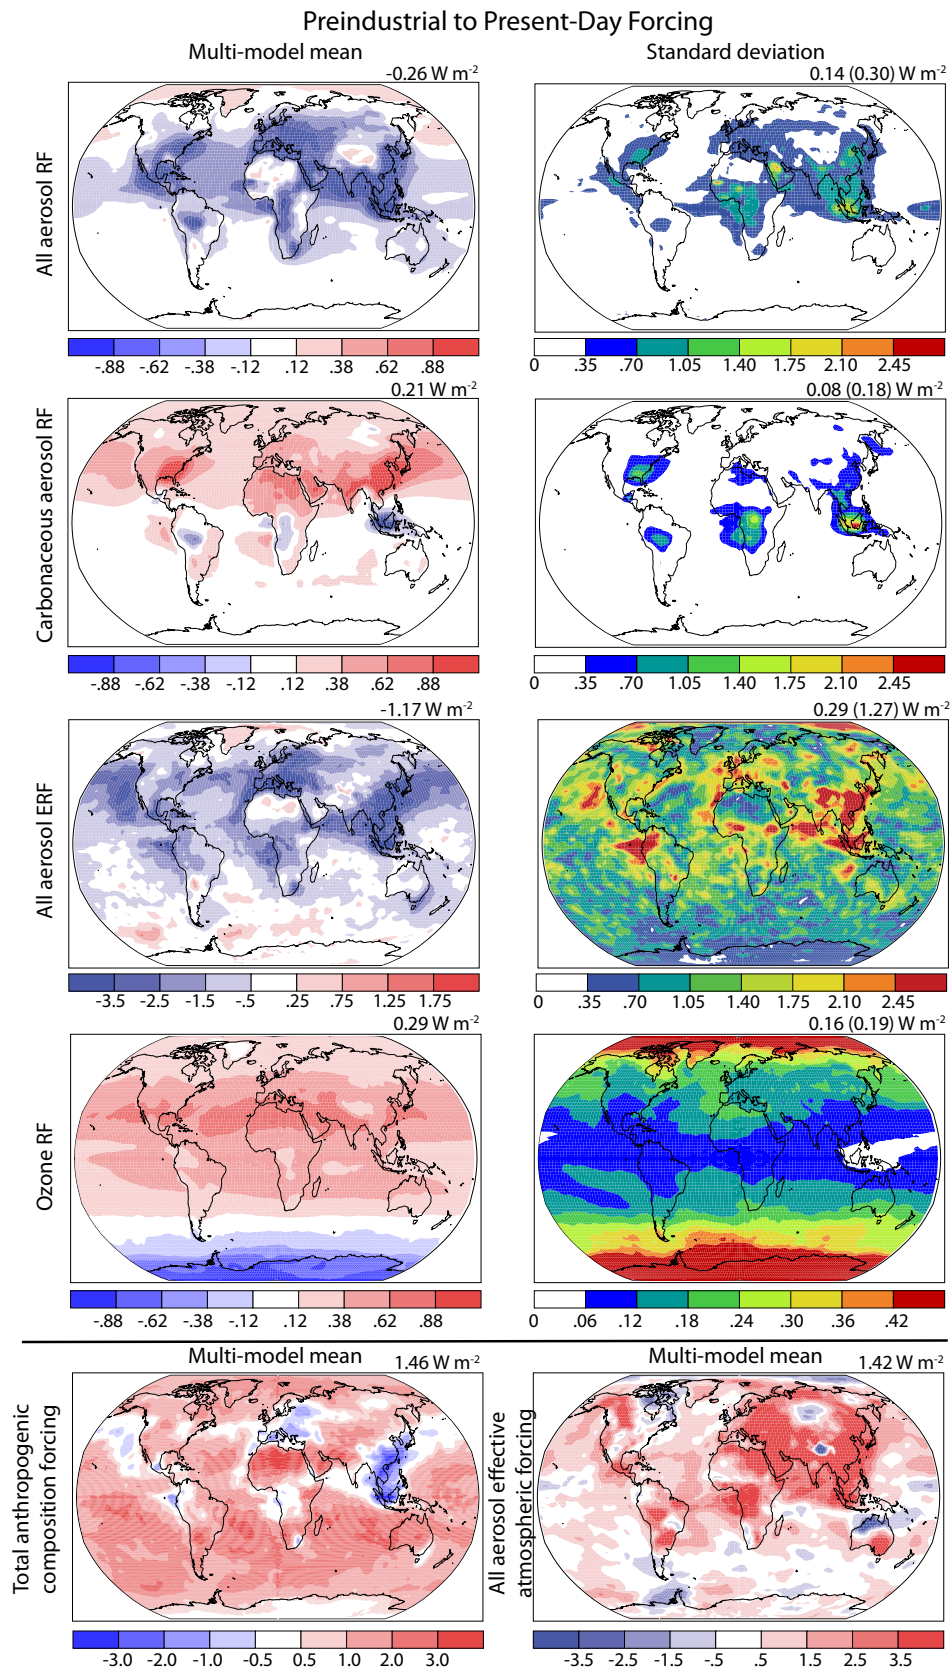 Preindustrial to Present-Day Forcing
Multi-model mean
Standard deviation
-0.26 W m-2
0.14 (0.30) W m-2
All aerosol RF
-.88 -.62 -.38 -.12 .12 .38 .62 .88
0 .35 .70 1.05 1.40 1.75 2.10 2.45
0.21 W m-2
0.08 (0.18) W m-2
Carbonaceous aerosol RF
-.88 -.62 -.38 -.12 .12 .38 .62 .88
0 .35 .70 1.05 1.40 1.75 2.10 2.45
-1.17 W m-2
0.29 (1.27) W m-2
All aerosol ERF
-3.5 -2.5 -1.5 -.5 .25 .75 1.25 1.75
0 .35 .70 1.05 1.40 1.75 2.10 2.45
0.29 W m-2
0.16 (0.19) W m-2
Ozone RF
-.88 -.62 -.38 -.12 .12 .38 .62 .88
0 .06 .12 .18 .24 .30 .36 .42
Multi-model mean
1.46 W m-2
Multi-model mean
1.42 W m-2
Total anthropogenic
composition forcing
All aerosol effective
atmospheric forcing
-3.0 -2.0 -1.0 -0.5 0.5 1.0 2.0 3.0
-3.5 -2.5 -1.5 -.5 .5 1.5 2.5 3.5